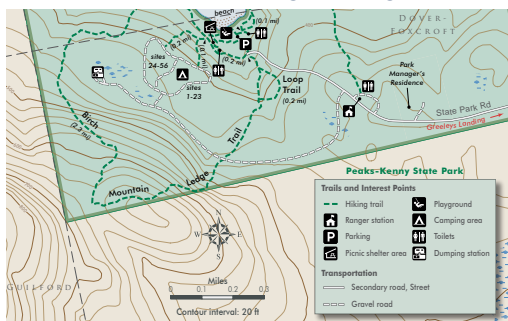 beach
(0.1 mi)
DOVER-
FOXCROFT
sites
24-56
(0.2 mi)
(0.1 mi)
P
(0.2 mi)
sites
1-23
Loop
Trail
(0.2 mi)
Park
Manager's
Residence
State Park Rd
Greeleys Landing
Birch
(2.3 mi)
Mountain
Ledge
Trail
Peaks-Kenny State Park
Trails and Interest Points
Hiking trail
Playground
Ranger station
Camping area
P Parking
Toilets
Picnic shelter area
Dumping station
Transportation
Secondary road, Street
Gravel road
N
W E
S
Miles
0 0.1 0.2 0.3
Contour interval: 20 ft
GUILFORD